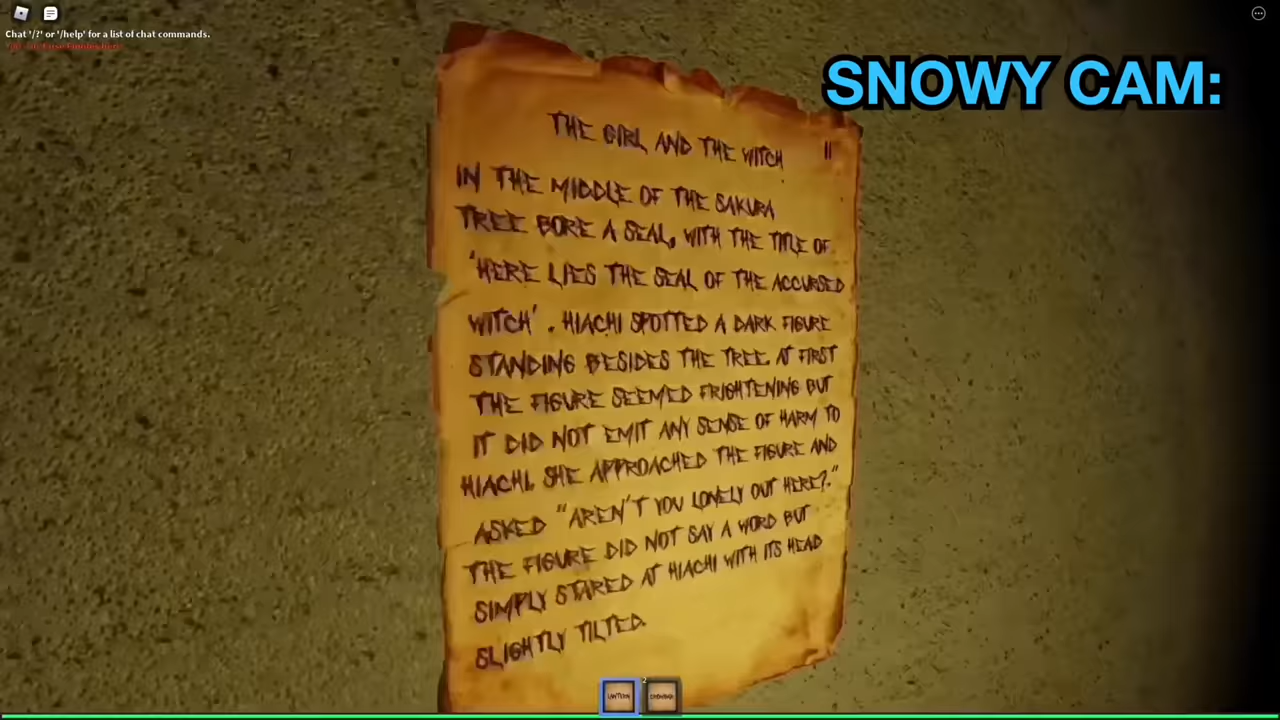 Chat '/?' or '/help' for a list of chat commands.
SNOWY CAM:
THE GIRL AND THE WITCH II
IN THE MIDDLE OF THE SAKURA
TREE BORE A SEAL, WITH THE TITLE OF
'HERE LIES THE SEAL OF THE ACCURSED
WITCH' . HIACHI SPOTTED A DARK FIGURE
STANDING BESIDES THE TREE. AT FIRST
THE FIGURE SEEMED FRIGHTENING BUT
IT DID NOT EMIT ANY SENSE OF HARM TO
HIACHI. SHE APPROACHED THE FIGURE AND
ASKED "AREN'T YOU LONELY OUT HERE?."
THE FIGURE DID NOT SAY A WORD BUT
SIMPLY STARED AT HIACHI WITH ITS HEAD
SLIGHTLY TILTED.
LANTERN
2